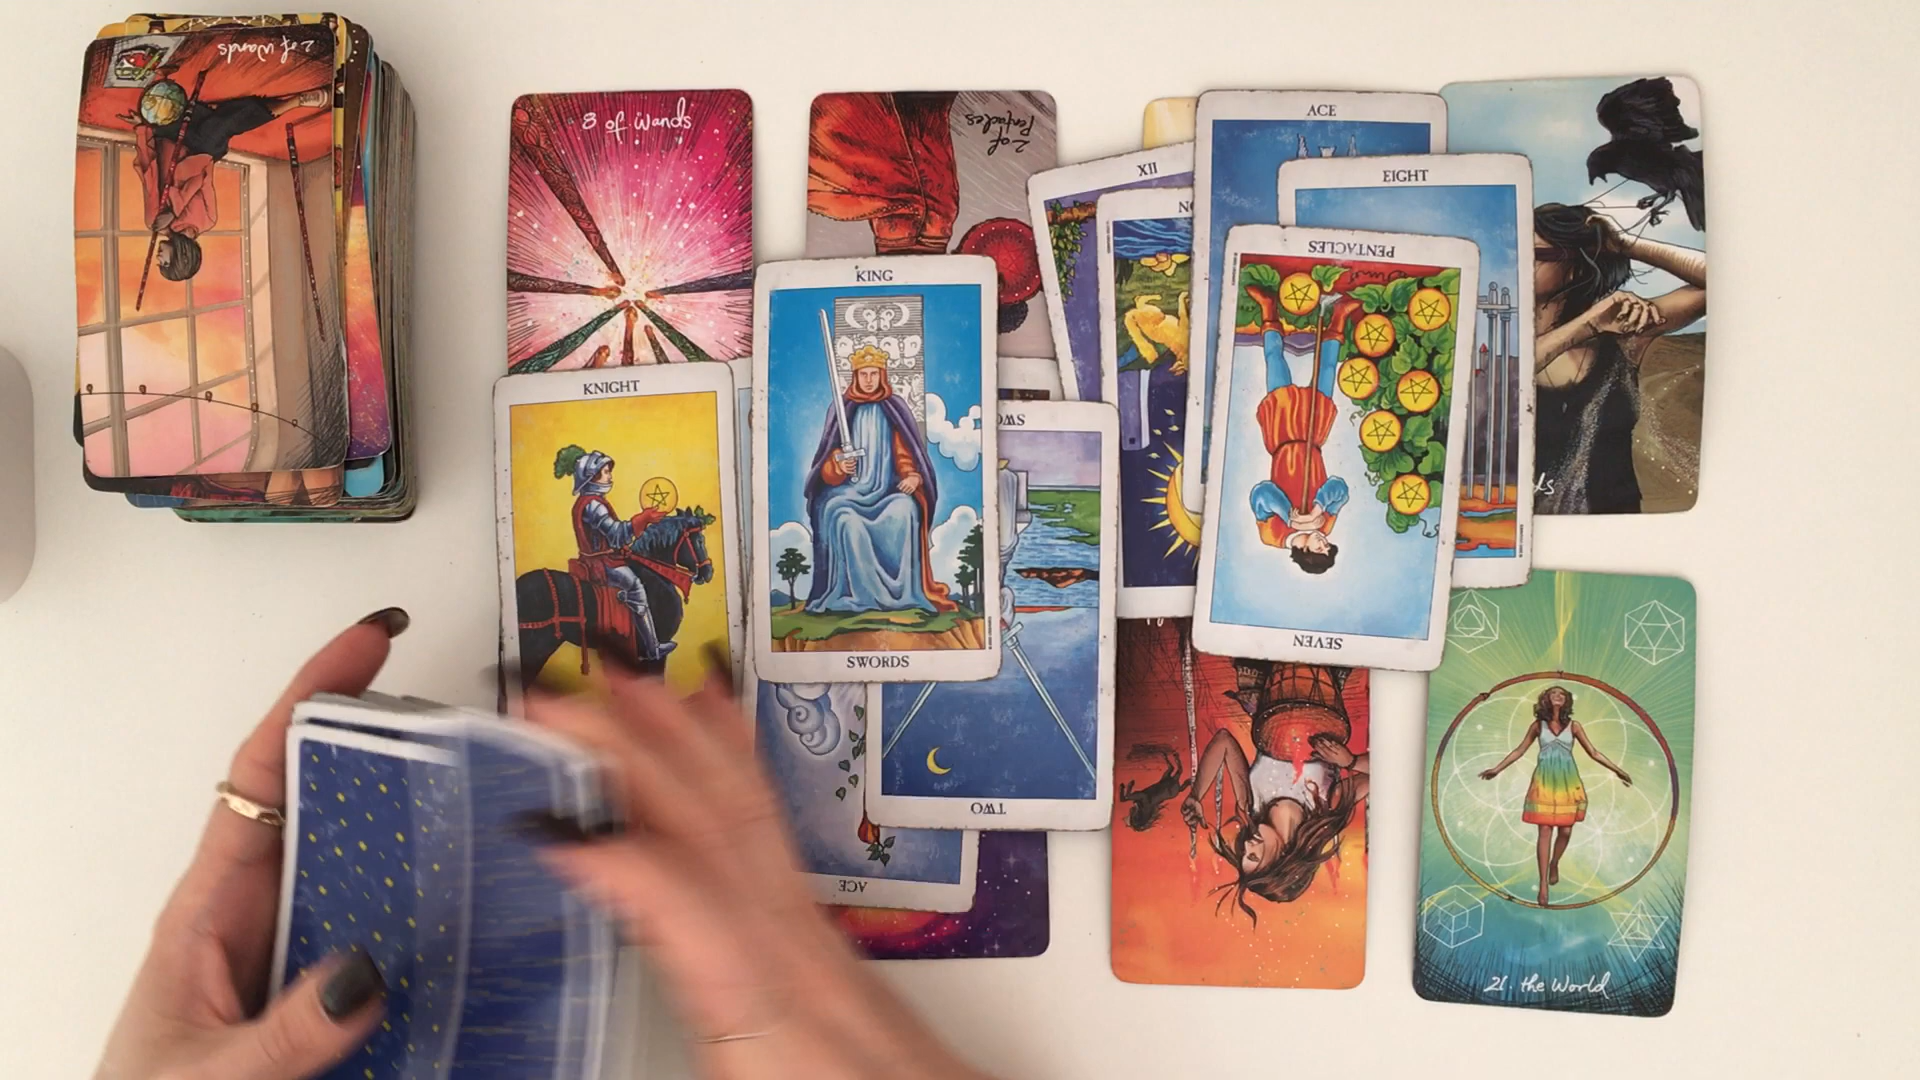 2 of Wands
8 of Wands
2 of
Pentacles
ACE
XII
EIGHT
PENTACLES
SEVEN
KING
SWORDS
KNIGHT
TWO
ACE
21. the World